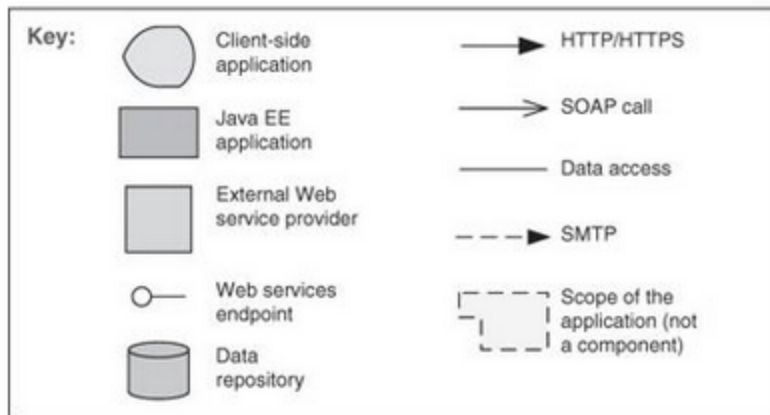 Key:
Client-side
application
Java EE
application
External Web
service provider
Web services
endpoint
Data
repository
HTTP/HTTPS
SOAP call
Data access
SMTP
Scope of the
application (not
a component)